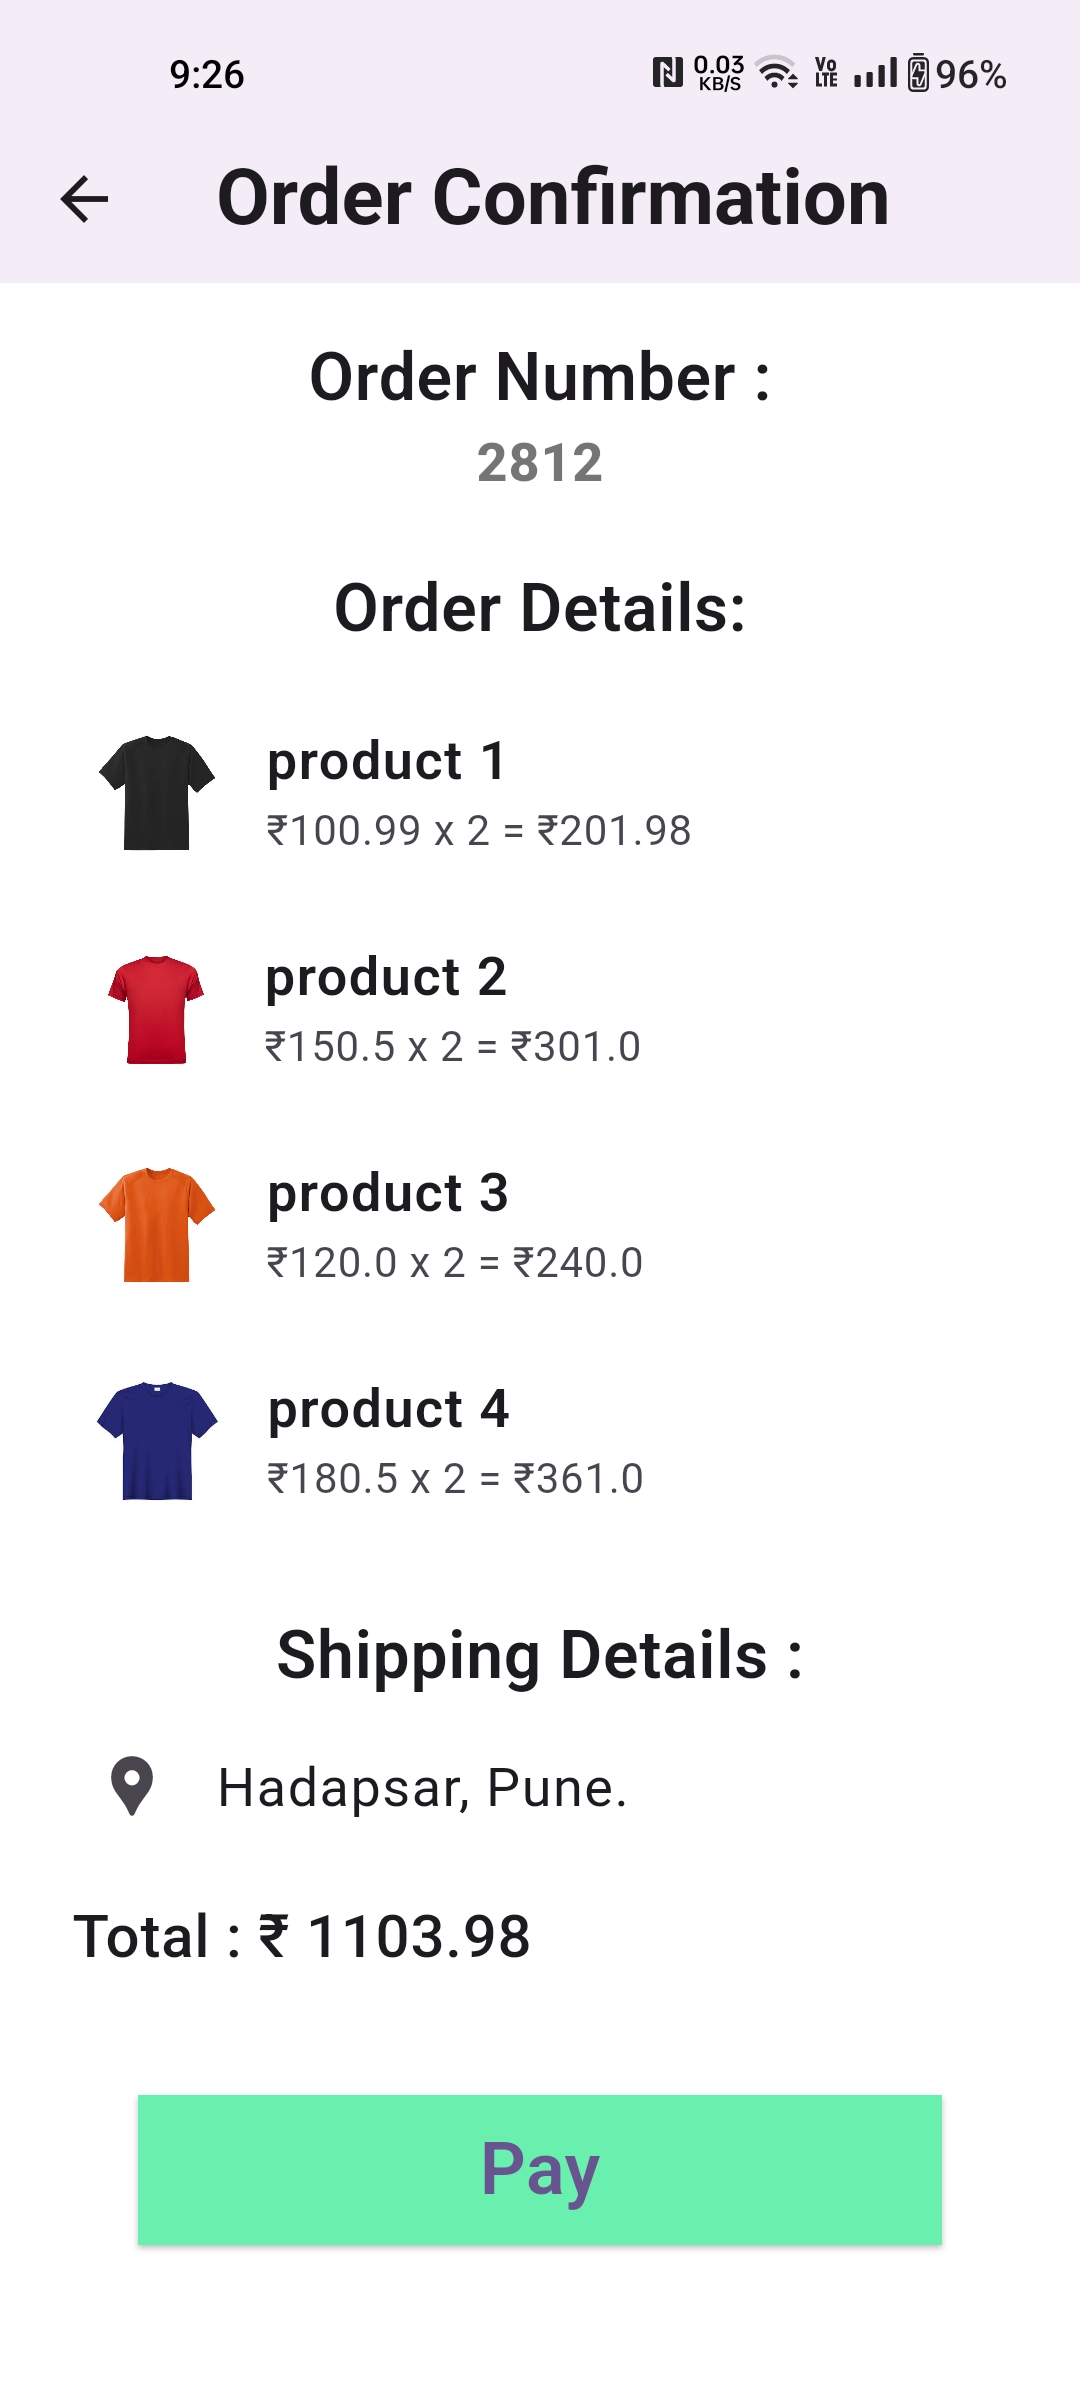 9:26
0.03
KB/S
Vo
LTE
96%
Order Confirmation
Order Number :
2812
Order Details:
product 1
₹100.99 x 2 = ₹201.98
product 2
₹150.5 x 2 = ₹301.0
product 3
₹120.0 x 2 = ₹240.0
product 4
₹180.5 x 2 = ₹361.0
Shipping Details :
Hadapsar, Pune.
Total : ₹ 1103.98
Pay